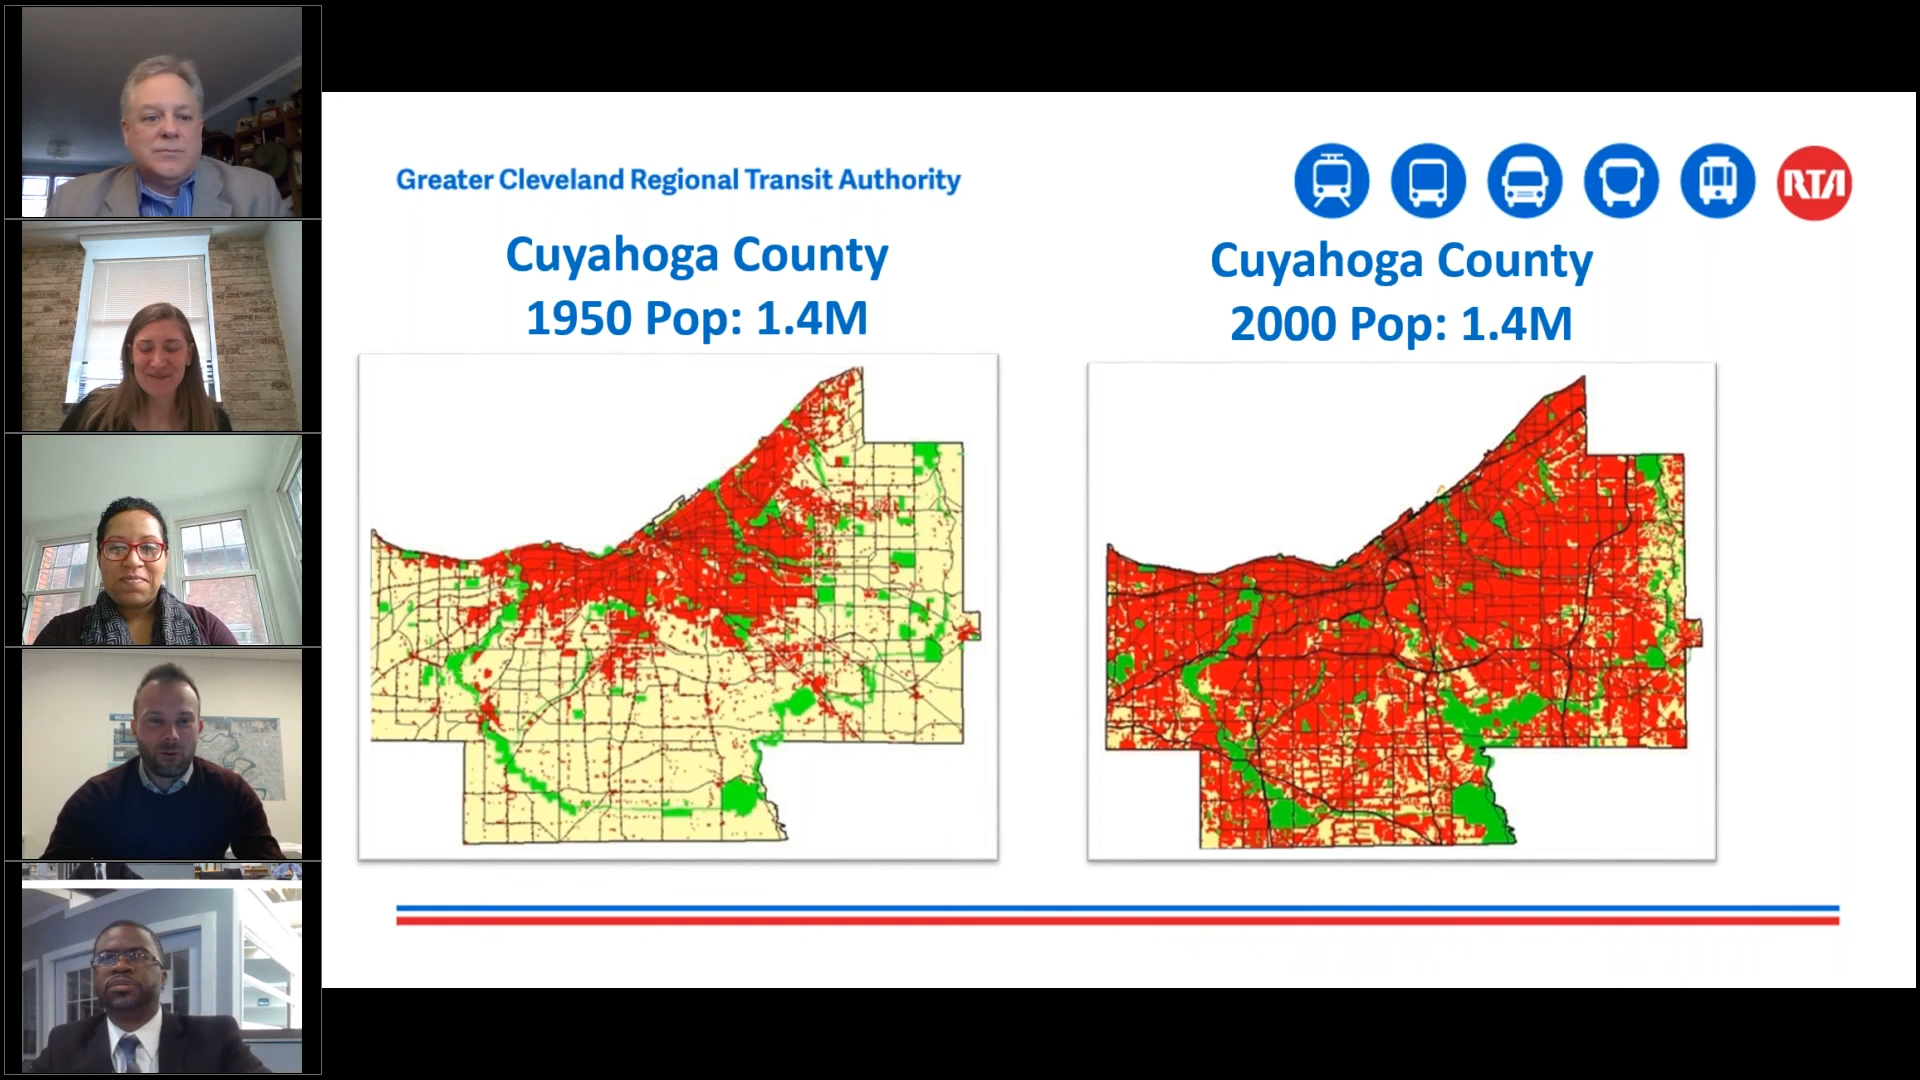 Greater Cleveland Regional Transit Authority
RTA
Cuyahoga County
1950 Pop: 1.4M
Cuyahoga County
2000 Pop: 1.4M